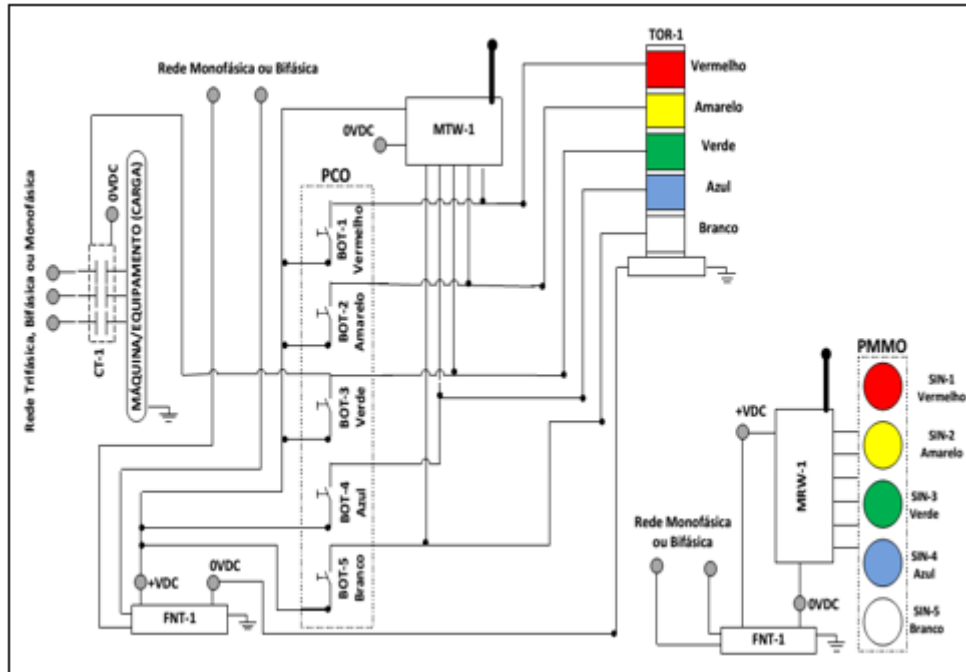 TOR-1
Vermelho
Amarelo
Verde
Azul
Branco
Rede Monofásica ou Bifásica
MTW-1
0VDC
PCO
BOT-1
Vermelho
BOT-2
Amarelo
BOT-3
Verde
BOT-4
Azul
BOT-5
Branco
Rede Trifásica, Bifásica ou Monofásica
0VDC
CT-1
MÁQUINA/EQUIPAMENTO (CARGA)
+VDC
0VDC
FNT-1
PMMO
SIN-1
Vermelho
SIN-2
Amarelo
SIN-3
Verde
SIN-4
Azul
SIN-5
Branco
+VDC
MRW-1
Rede Monofásica
ou Bifásica
0VDC
FNT-1